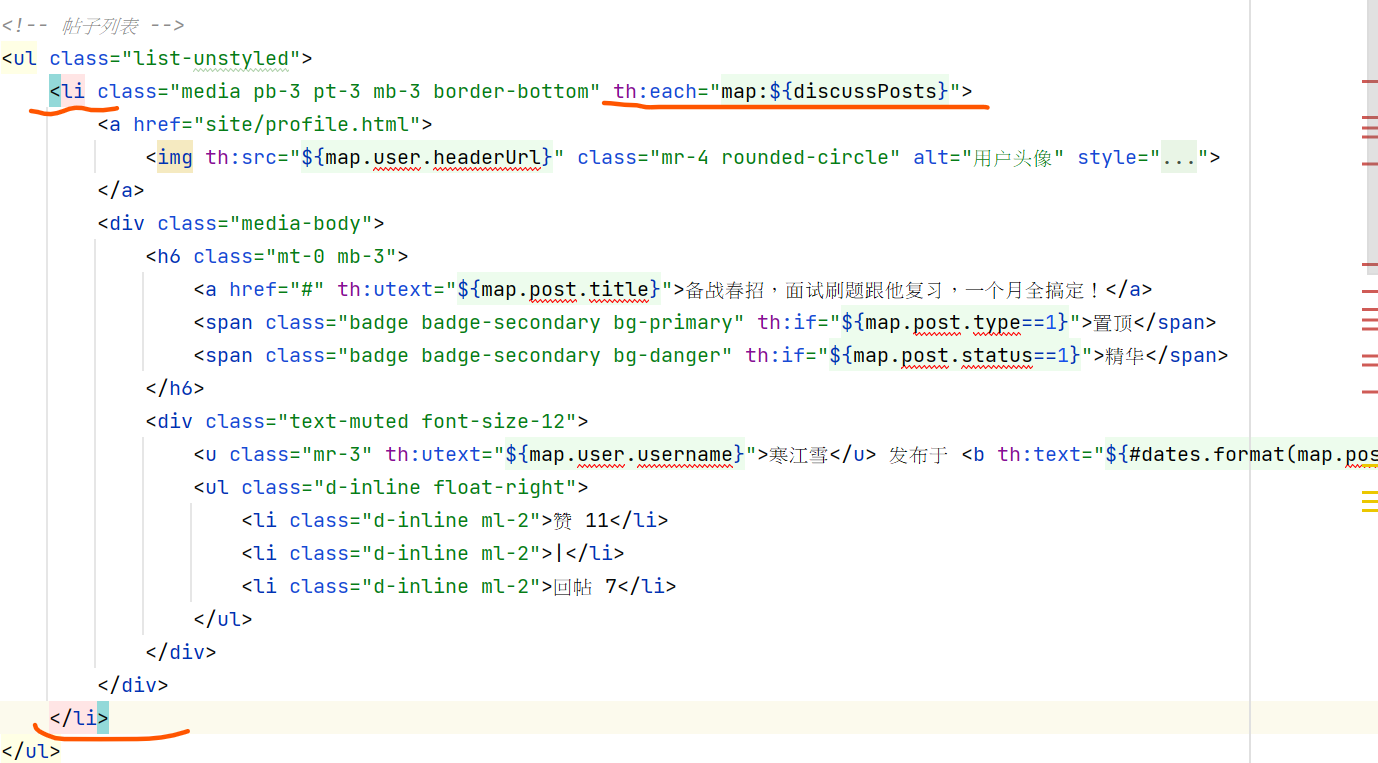 <!-- 帖子列表 -->
<ul class="list-unstyled">
<li class="media pb-3 pt-3 mb-3 border-bottom" th:each="map:${discussPosts}">
<a href="site/profile.html">
<img th:src="${map.user.headerUrl}" class="mr-4 rounded-circle" alt="用户头像" style="...">
</a>
<div class="media-body">
<h6 class="mt-0 mb-3">
<a href="#" th:utext="${map.post.title}">备战春招，面试刷题跟他复习，一个月全搞定！</a>
<span class="badge badge-secondary bg-primary" th:if="${map.post.type==1}">置顶</span>
<span class="badge badge-secondary bg-danger" th:if="${map.post.status==1}">精华</span>
</h6>
<div class="text-muted font-size-12">
<u class="mr-3" th:utext="${map.user.username}">寒江雪</u> 发布于 <b th:text="${#dates.format(map.pos
<ul class="d-inline float-right">
<li class="d-inline ml-2">赞 11</li>
<li class="d-inline ml-2">|</li>
<li class="d-inline ml-2">回帖 7</li>
</ul>
</div>
</div>
</li>
</ul>